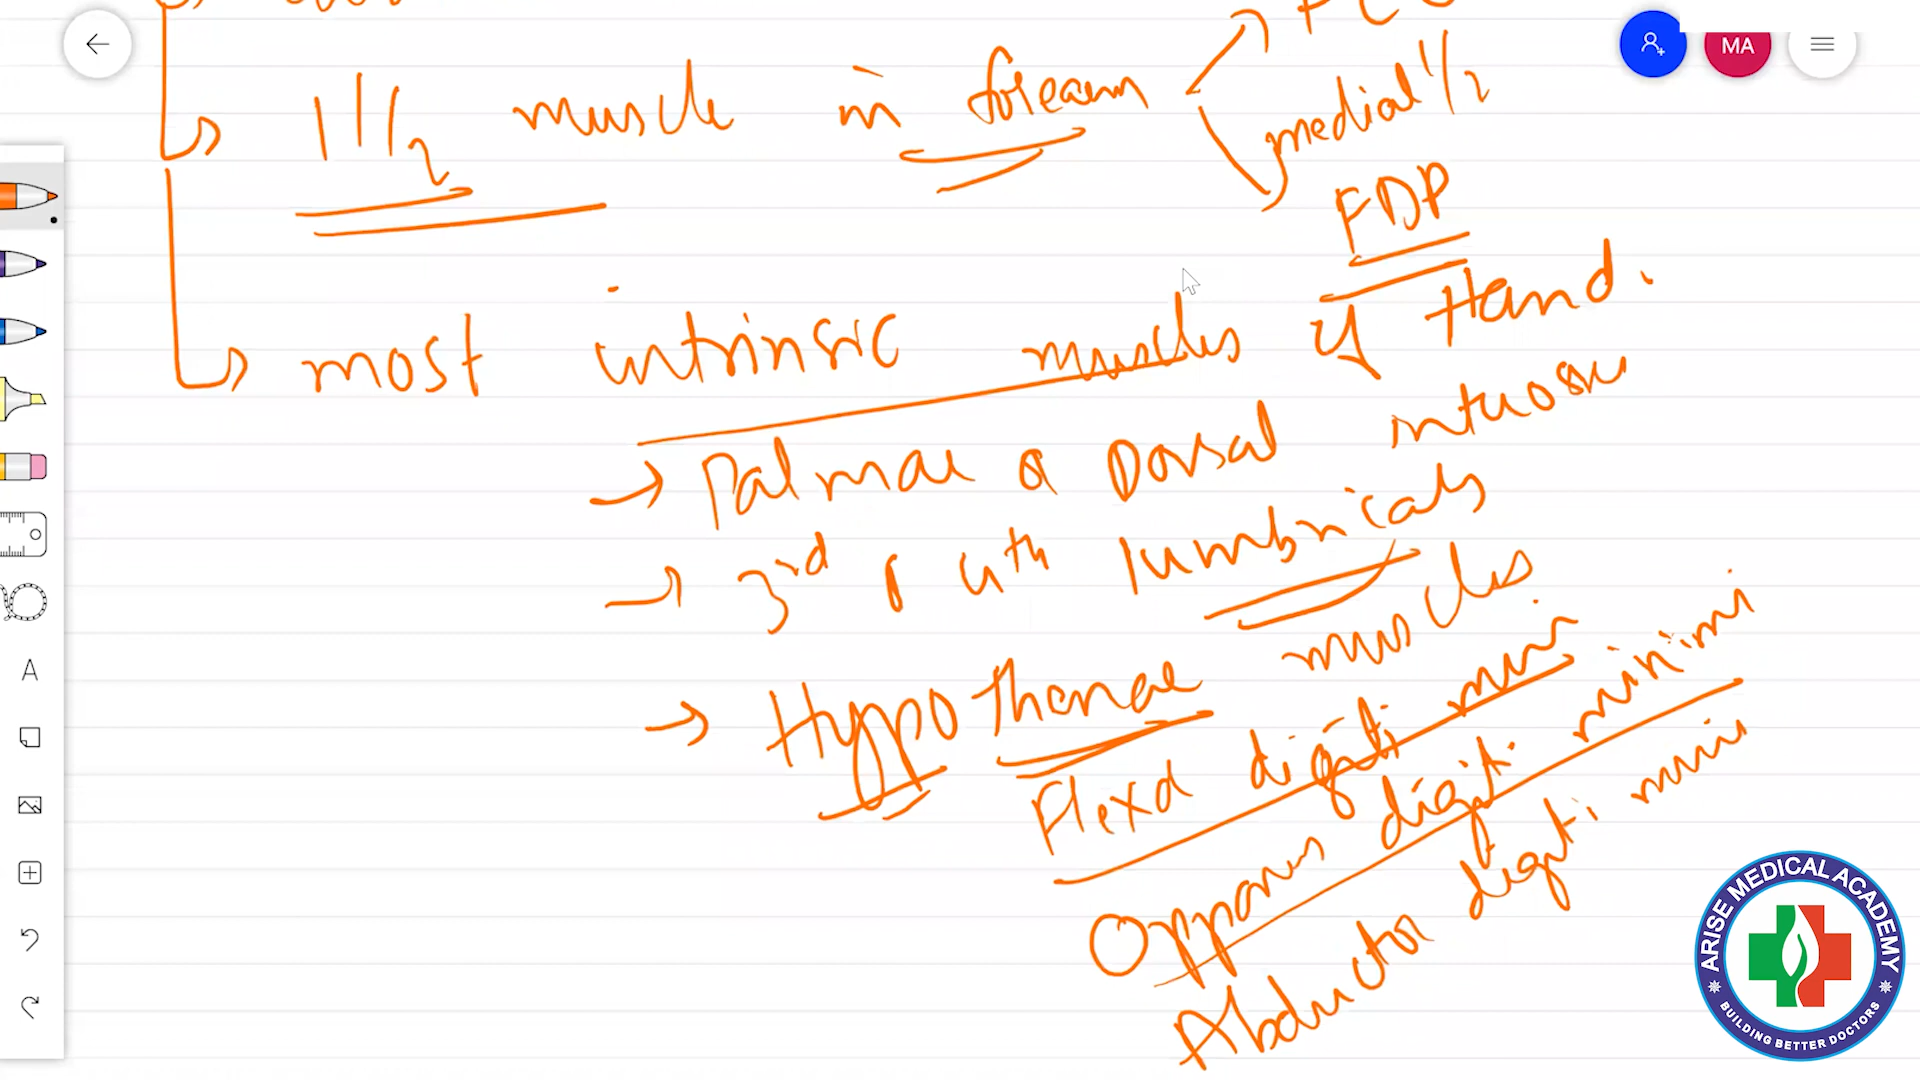 MA
1 1/2 muscle in forearm
FCU
medial 1/2
FDP
most intrinsic muscles of Hand.
→ Palmar & Dorsal interossei
→ 3rd & 4th lumbricals
→ Hypothenar muscles
Flexor digiti mini
Opponens digiti minimi
Abductor digiti mini
A
ARISE MEDICAL ACADEMY
BUILDING BETTER DOCTORS